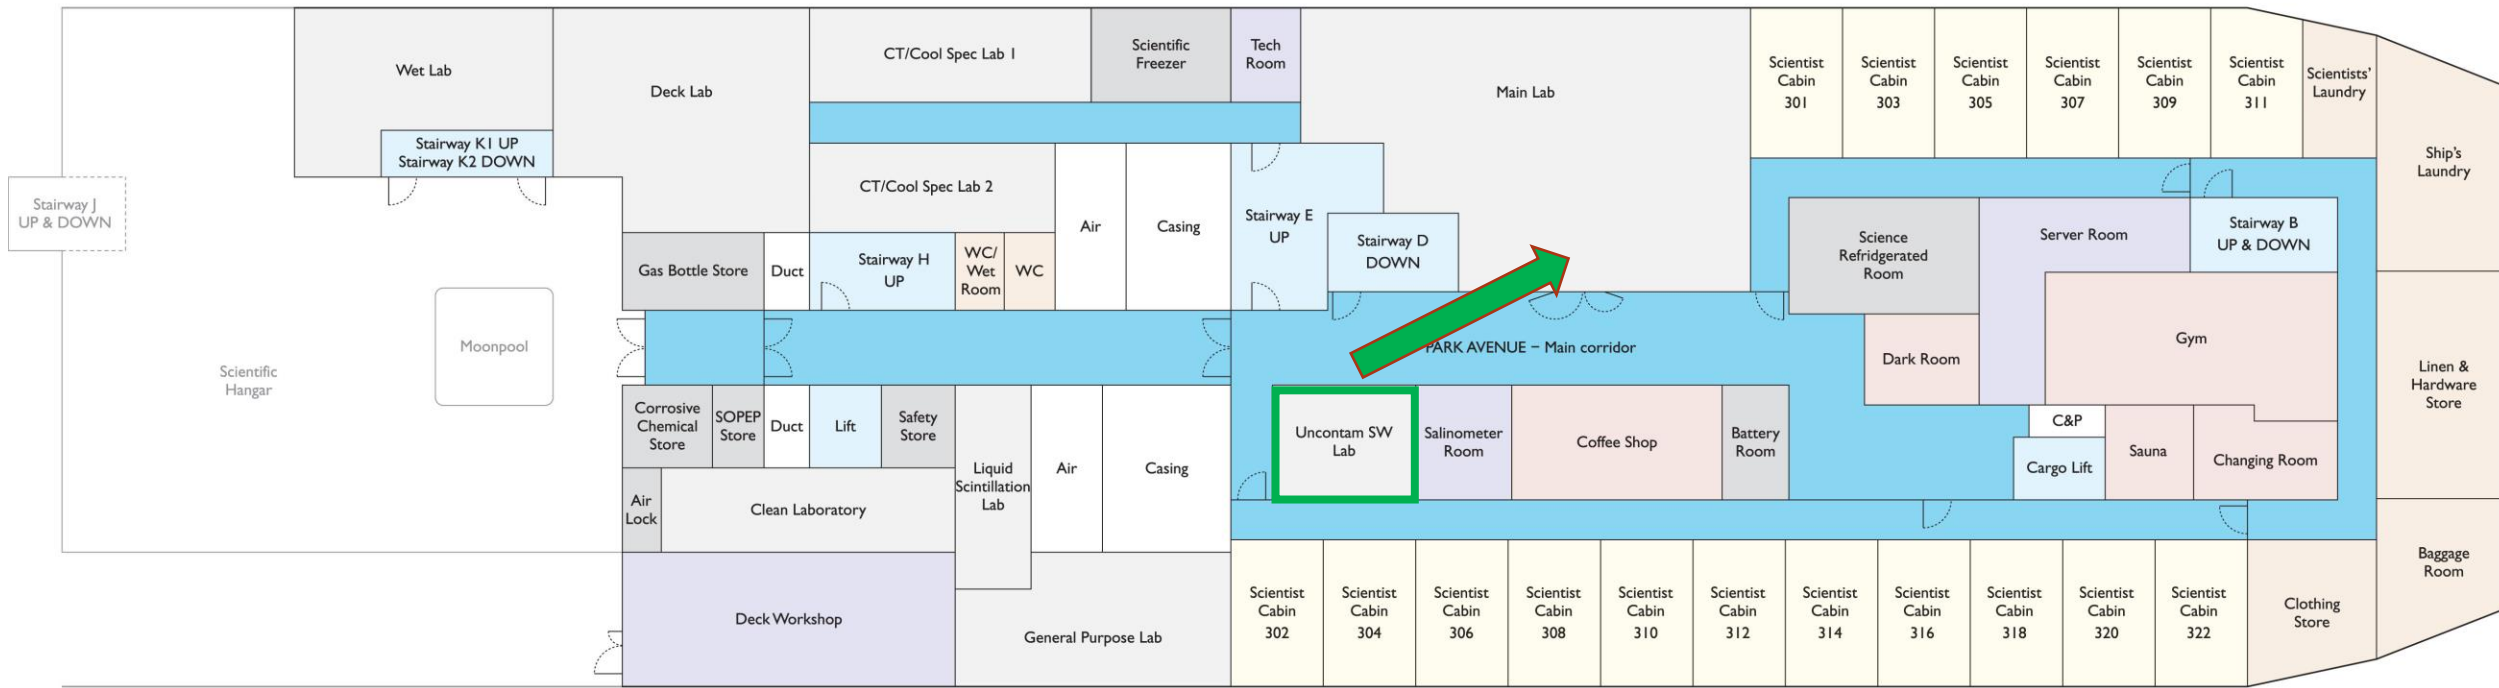 Wet Lab
Stairway K1 UP
Stairway K2 DOWN
Deck Lab
CT/Cool Spec Lab 1
Scientific
Freezer
Tech
Room
Main Lab
Scientist
Cabin
301
Scientist
Cabin
303
Scientist
Cabin
305
Scientist
Cabin
307
Scientist
Cabin
309
Scientist
Cabin
311
Scientists'
Laundry
Ship's
Laundry
Stairway J
UP & DOWN
CT/Cool Spec Lab 2
Air
Casing
Stairway E
UP
Stairway D
DOWN
Science
Refridgerated
Room
Server Room
Stairway B
UP & DOWN
Gas Bottle Store
Duct
Stairway H
UP
WC/
Wet
Room
WC
Scientific
Hangar
Moonpool
PARK AVENUE – Main corridor
Dark Room
Gym
Linen &
Hardware
Store
Corrosive
Chemical
Store
SOPEP
Store
Duct
Lift
Safety
Store
Liquid
Scintillation
Lab
Air
Casing
Uncontam SW
Lab
Salinometer
Room
Coffee Shop
Battery
Room
C&P
Cargo Lift
Sauna
Changing Room
Air
Lock
Clean Laboratory
Deck Workshop
General Purpose Lab
Scientist
Cabin
302
Scientist
Cabin
304
Scientist
Cabin
306
Scientist
Cabin
308
Scientist
Cabin
310
Scientist
Cabin
312
Scientist
Cabin
314
Scientist
Cabin
316
Scientist
Cabin
318
Scientist
Cabin
320
Scientist
Cabin
322
Clothing
Store
Baggage
Room